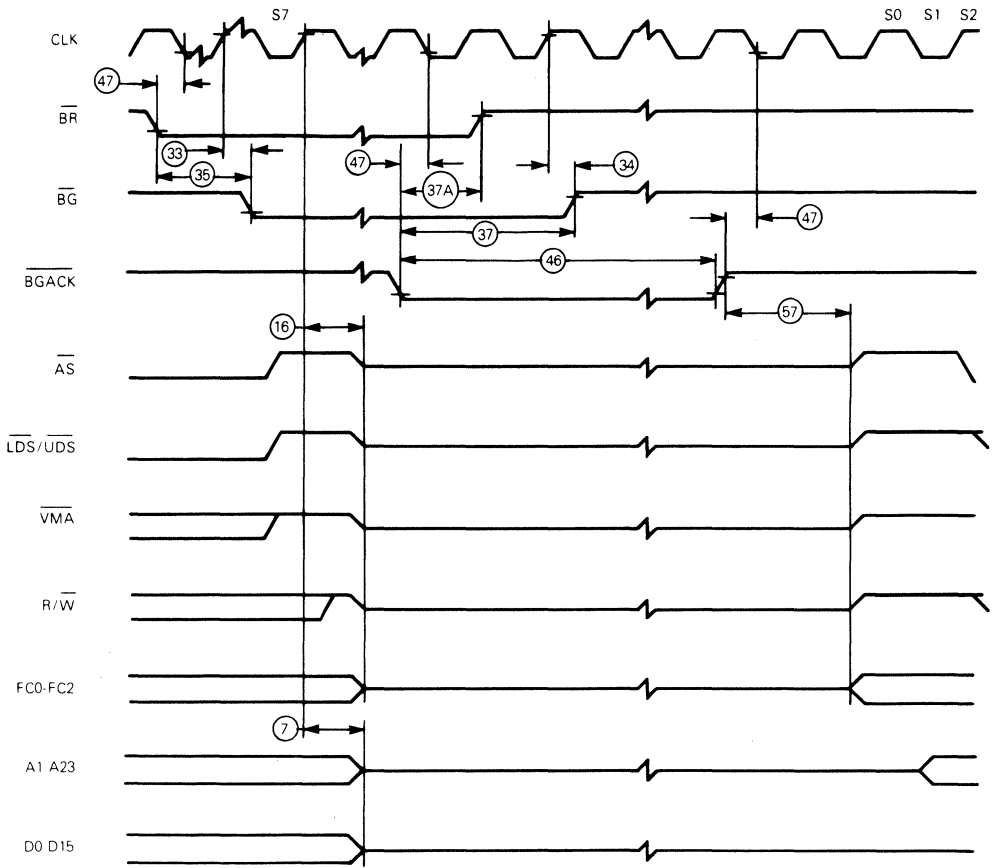 S7 S0 S1 S2
CLK
47
BR
33 47 34
35 37A
BG 47
37
46
BGACK
57
16
AS
LDS/UDS
VMA
R/W
FC0-FC2
7
A1 A23
D0 D15